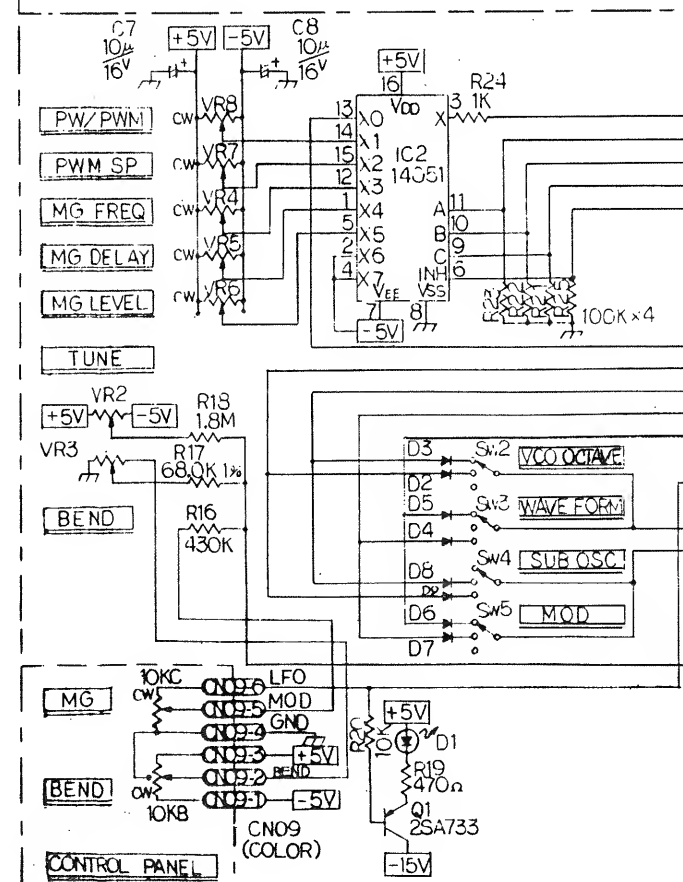 C7
10µ
16V
+5V
-5V
C8
10µ
16V
+5V
16
VDD
R24
1K
PW/PWM
CW
VR8
13
X0
X
3
14
X1
PWM SP
CW
VR7
15
X2
IC2
14051
12
X3
MG FREQ
CW
VR4
1
X4
A
11
5
X5
B
10
MG DELAY
CW
VR5
2
X6
C
9
4
X7
INH
6
MG LEVEL
CW
VR6
VEE
VSS
7
8
-5V
100K×4
TUNE
VR2
+5V
-5V
R18
1.8M
VR3
R17
680K 1%
BEND
R16
430K
D3
SW2
VCO OCTAVE
D2
D5
SW3
WAVE FORM
D4
SW4
SUB OSC
D8
D9
D6
SW5
MOD
D7
10KC
CN09-6
LFO
MG
CW
CN09-5
MOD
CN09-4
GND
CN09-3
+5V
BEND
CN09-2
BEND
CW
CN09-1
-5V
10KB
CN09
(COLOR)
CONTROL PANEL
R20
10K
+5V
D1
R19
470Ω
Q1
2SA733
-15V